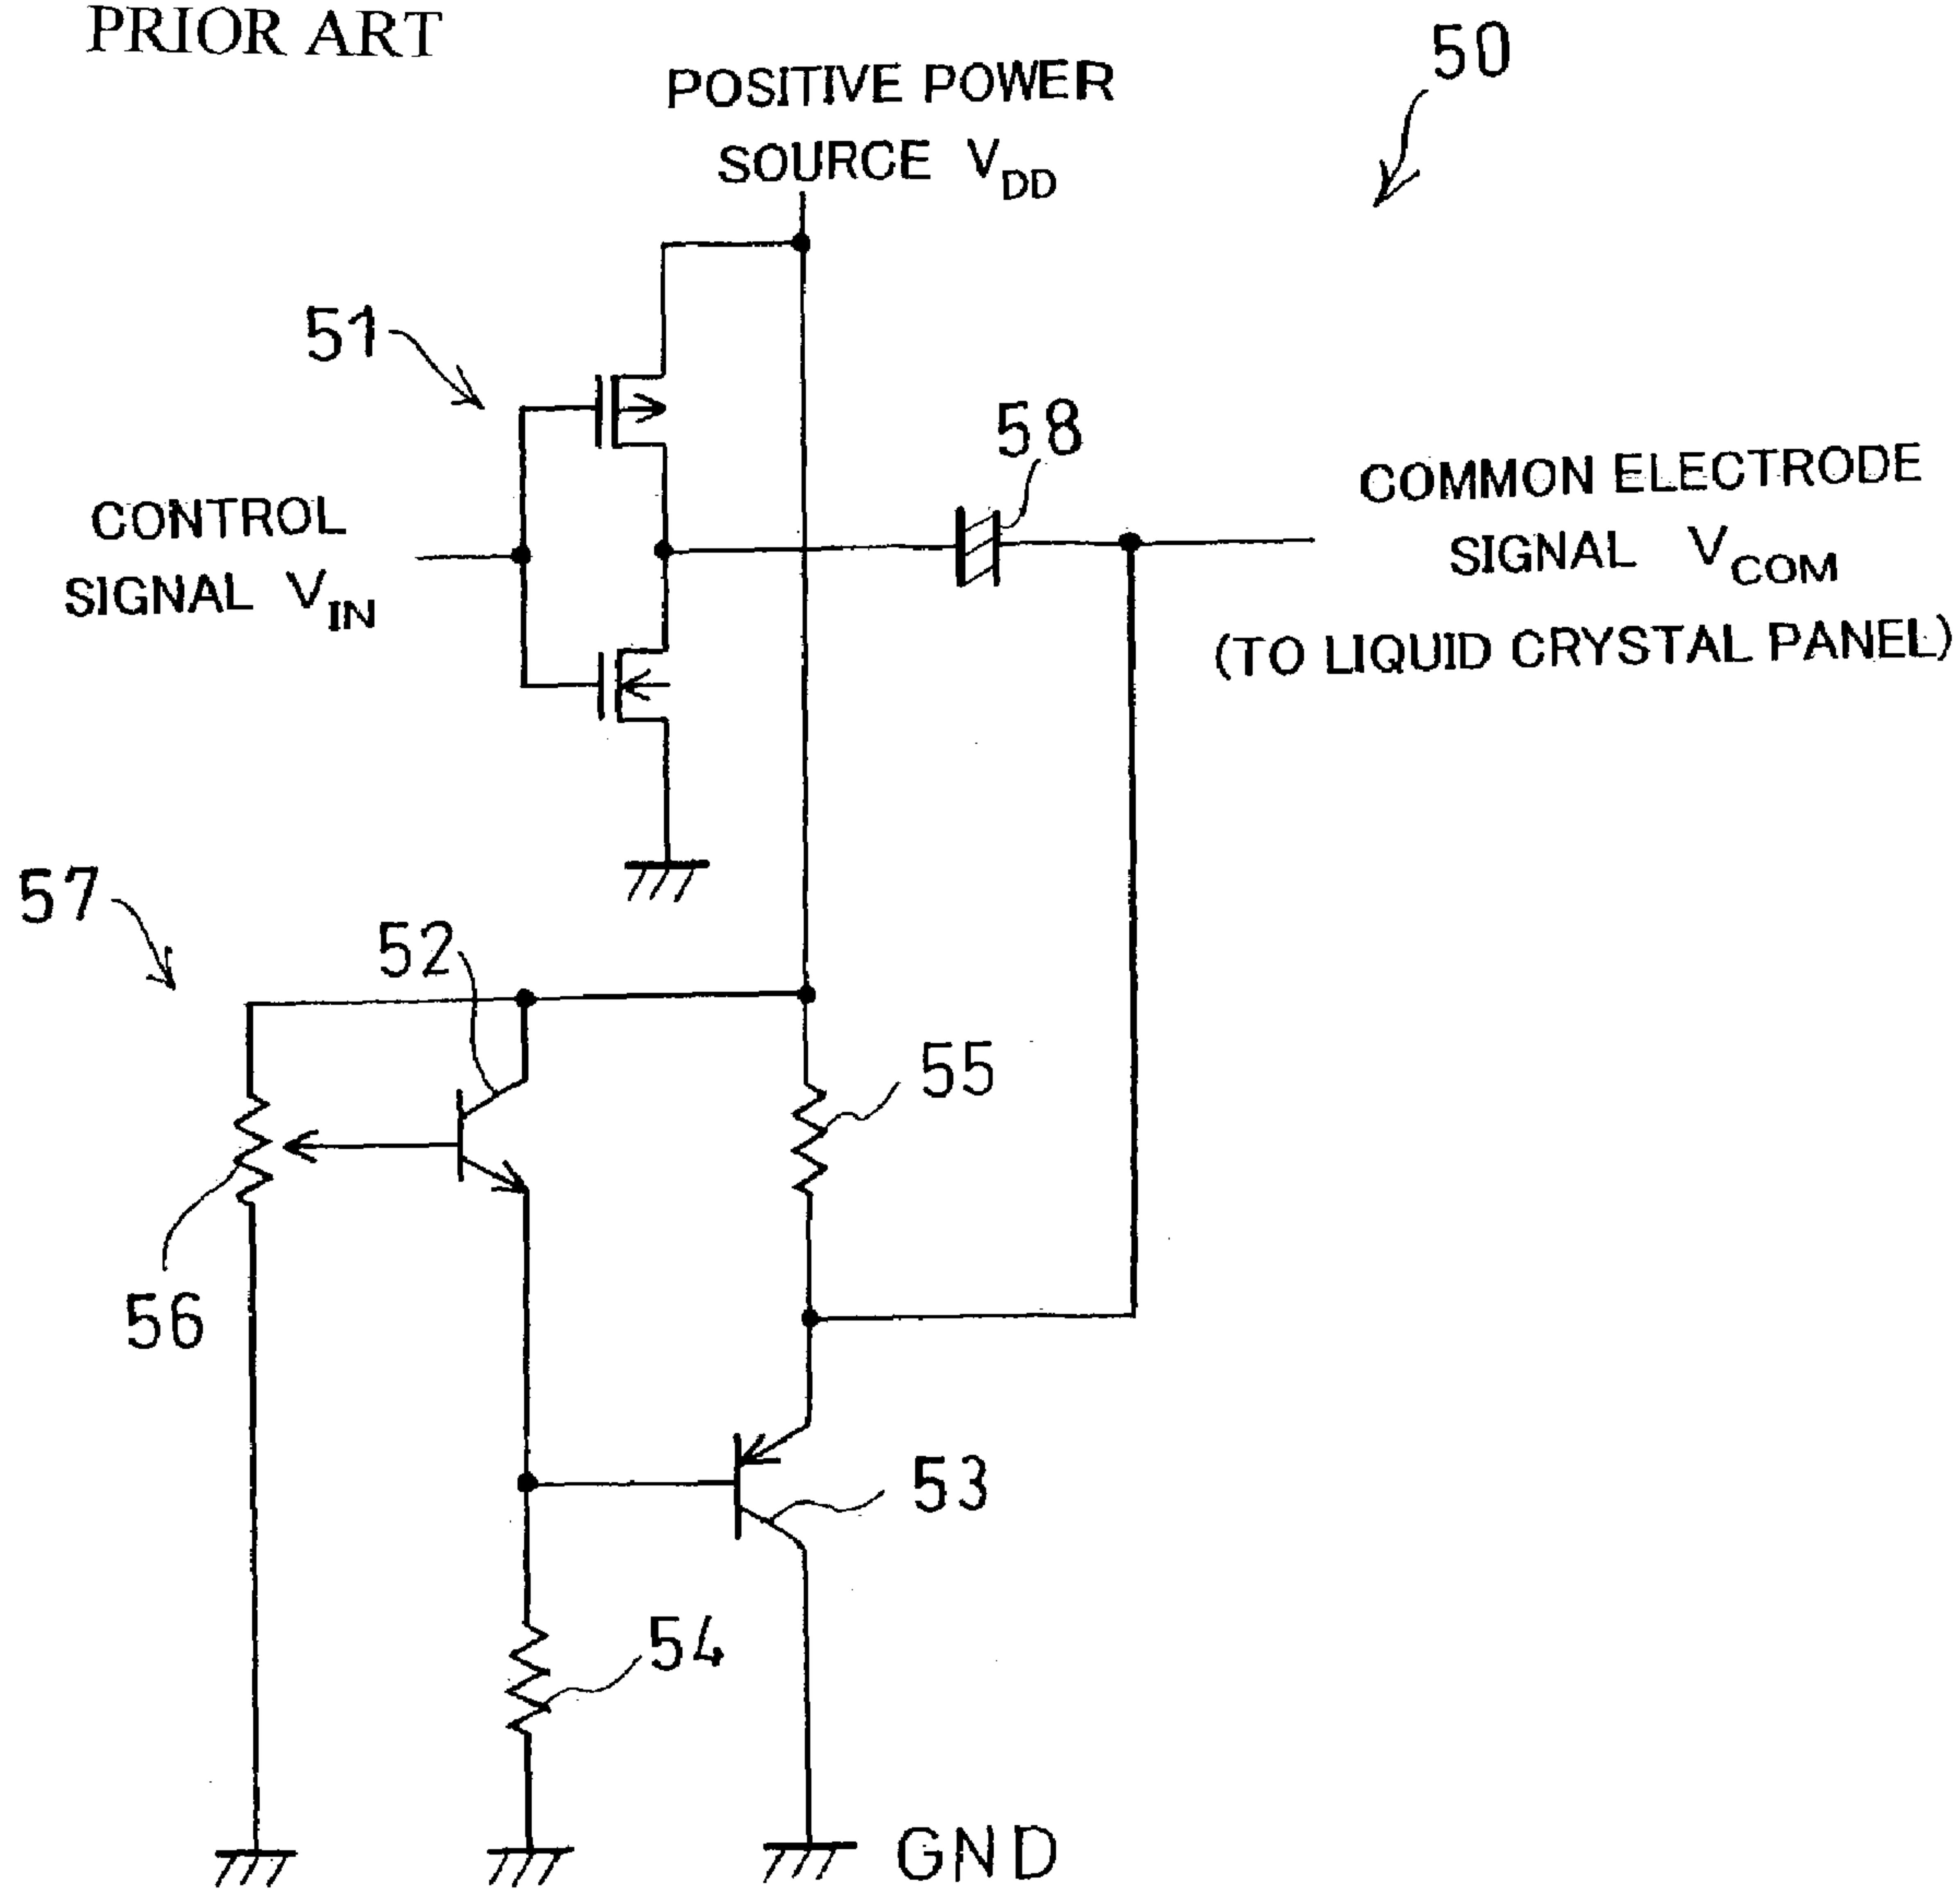 PRIOR ART
50
POSITIVE POWER
SOURCE VDD
51
58
CONTROL
SIGNAL VIN
COMMON ELECTRODE
SIGNAL VCOM
(TO LIQUID CRYSTAL PANEL)
57
52
55
56
53
54
GND